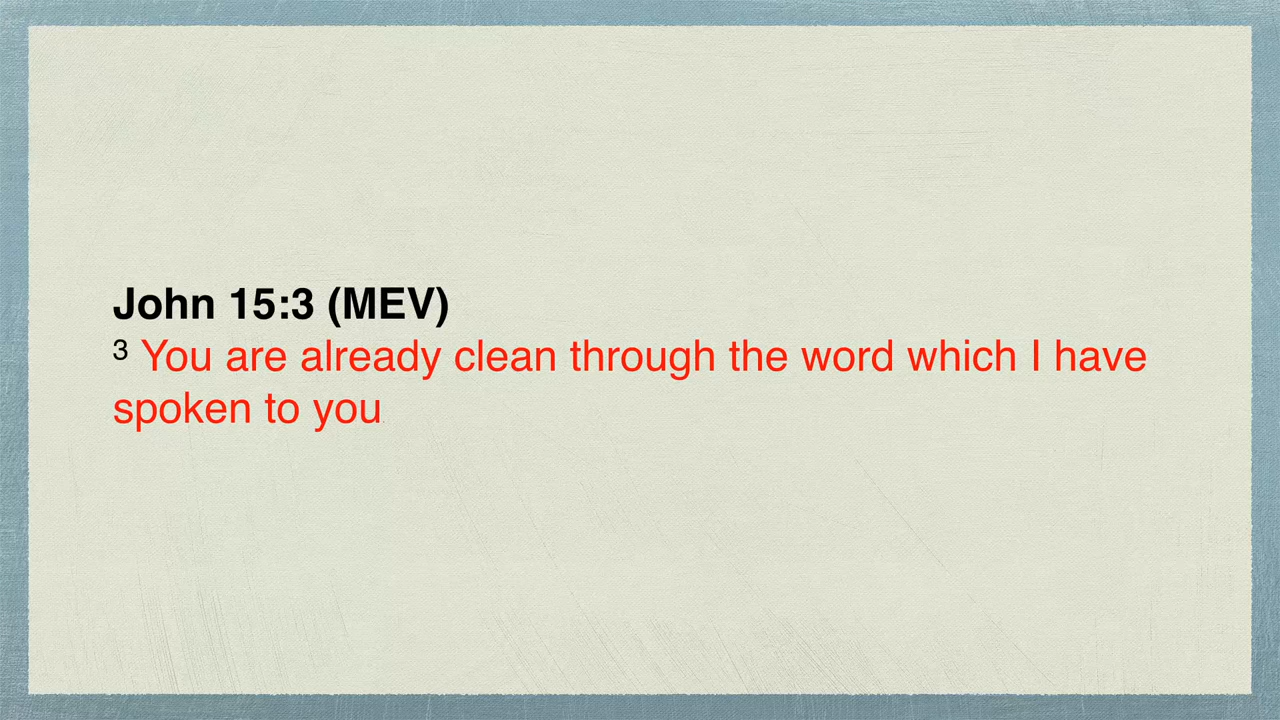 John 15:3 (MEV)
3 You are already clean through the word which I have
spoken to you